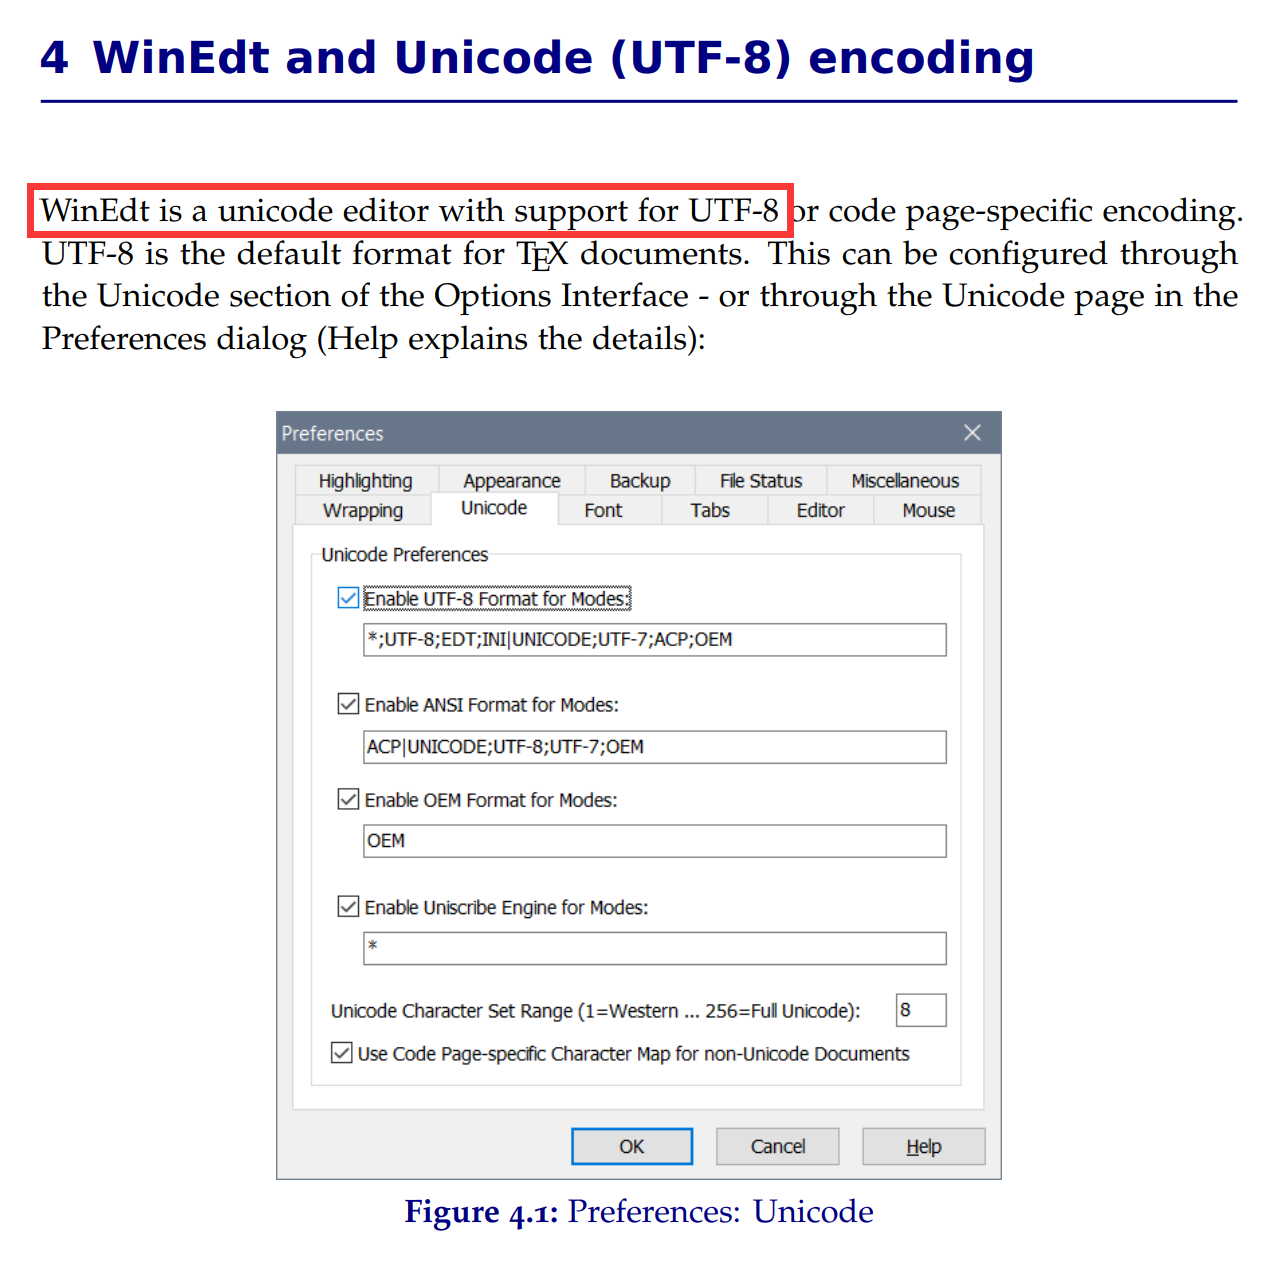 4 WinEdt and Unicode (UTF-8) encoding
WinEdt is a unicode editor with support for UTF-8 or code page-specific encoding.
UTF-8 is the default format for TEX documents. This can be configured through
the Unicode section of the Options Interface - or through the Unicode page in the
Preferences dialog (Help explains the details):
Preferences
Highlighting Appearance Backup File Status Miscellaneous
Wrapping Unicode Font Tabs Editor Mouse
Unicode Preferences
Enable UTF-8 Format for Modes:
*;UTF-8;EDT;INI|UNICODE;UTF-7;ACP;OEM
Enable ANSI Format for Modes:
ACP|UNICODE;UTF-8;UTF-7;OEM
Enable OEM Format for Modes:
OEM
Enable Uniscribe Engine for Modes:
*
Unicode Character Set Range (1=Western ... 256=Full Unicode): 8
Use Code Page-specific Character Map for non-Unicode Documents
OK Cancel Help
Figure 4.1: Preferences: Unicode